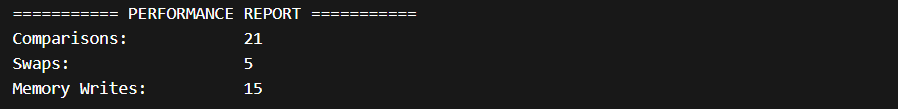 =========== PERFORMANCE REPORT ===========
Comparisons: 21
Swaps: 5
Memory Writes: 15